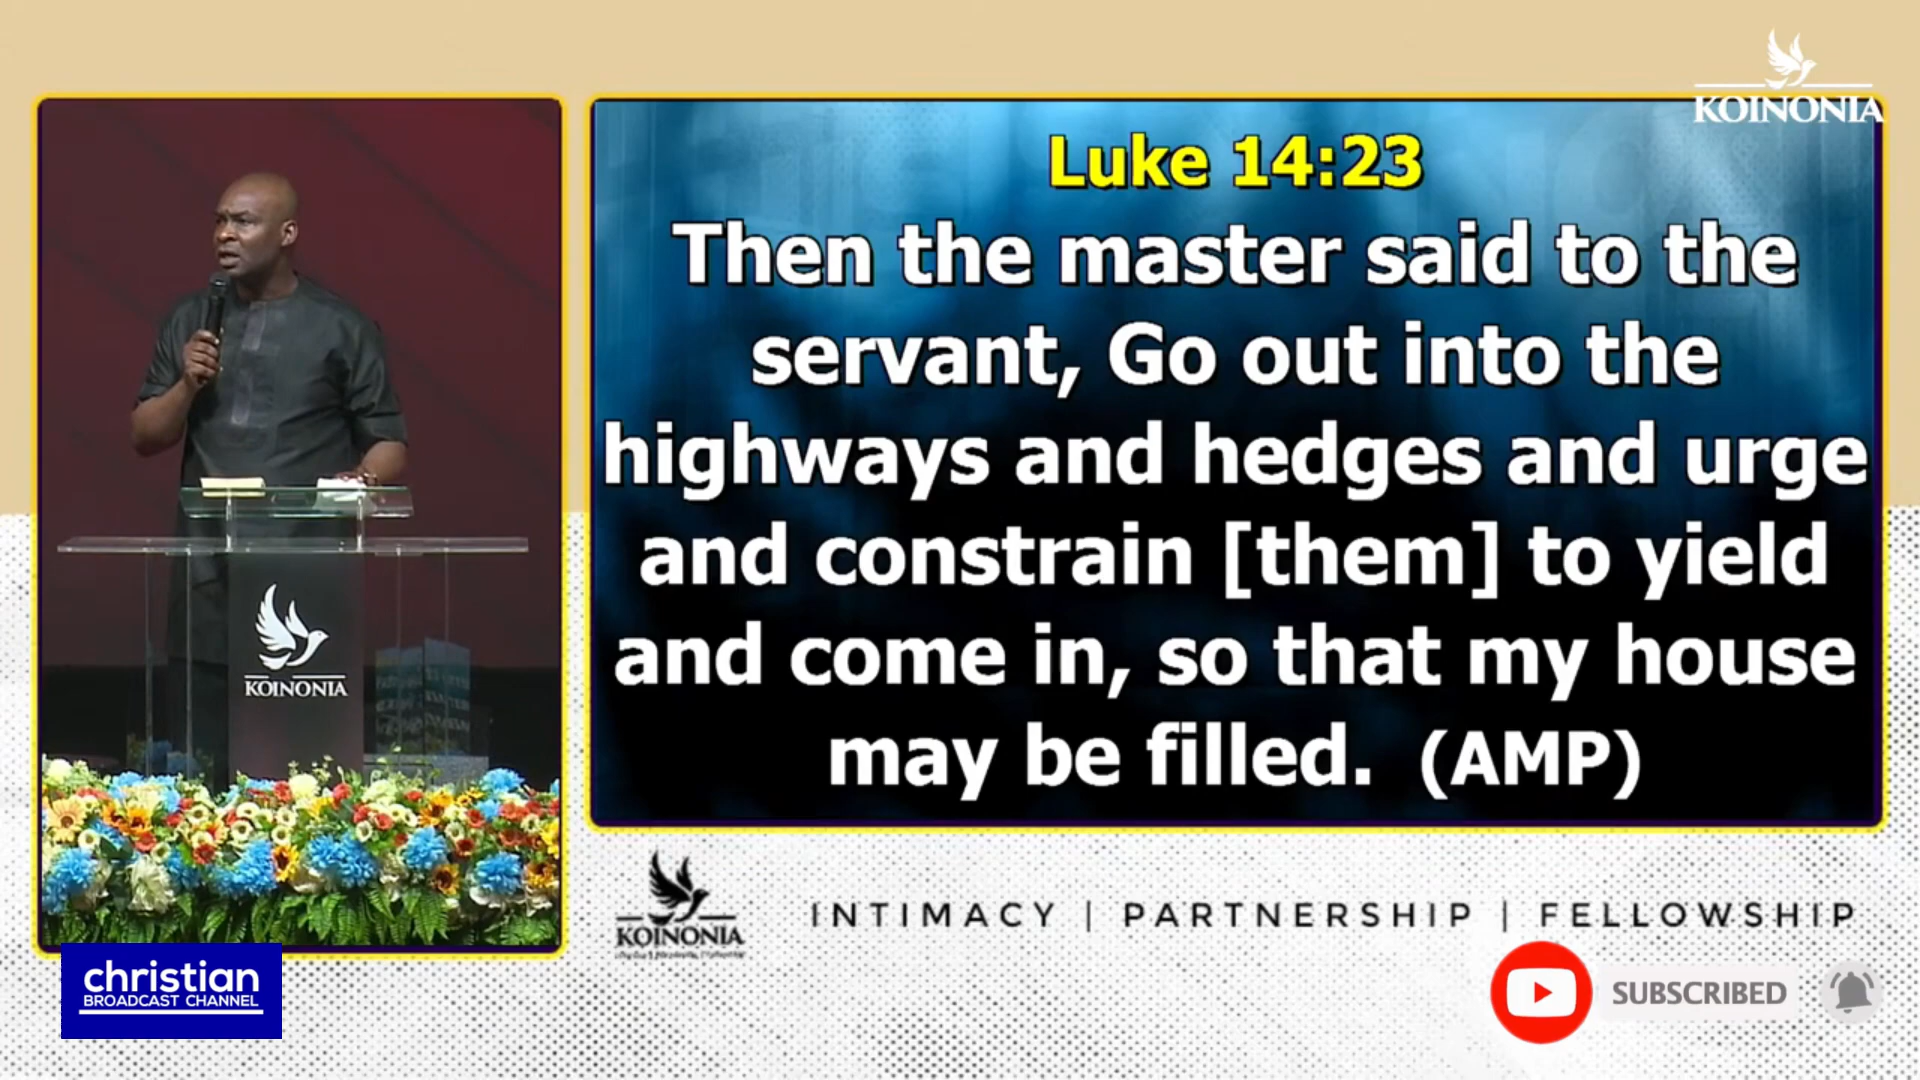 KOINONIA
Luke 14:23
Then the master said to the
servant, Go out into the
highways and hedges and urge
and constrain [them] to yield
and come in, so that my house
may be filled. (AMP)
KOINONIA
KOINONIA
INTIMACY | PARTNERSHIP | FELLOWSHIP
christian
BROADCAST CHANNEL
SUBSCRIBED